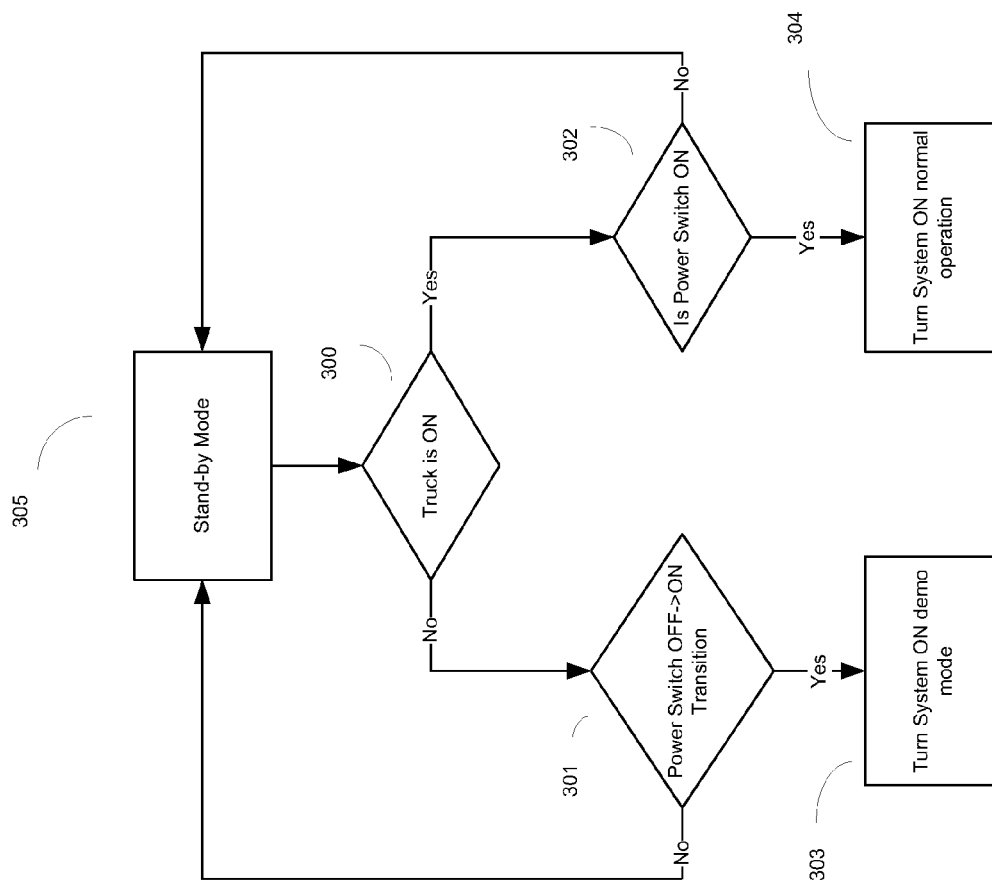 305
Stand-by Mode
300
Truck is ON
No
Yes
301
Power Switch OFF->ON
Transition
302
Is Power Switch ON
No
Yes
No
Yes
303
Turn System ON demo
mode
304
Turn System ON normal
operation